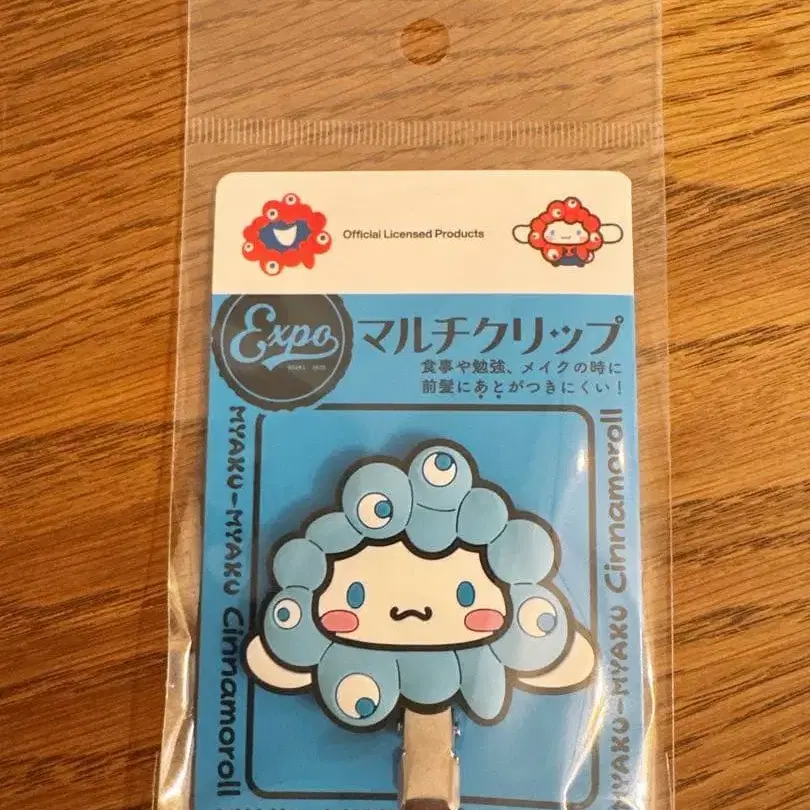 Official Licensed Products
Expo
OSAKA 2025
マルチクリップ
食事や勉強、メイクの時に
前髪にあとがつきにくい!
MYAKU-MYAKU Cinnamoroll
MYAKU-MYAKU Cinnamoroll